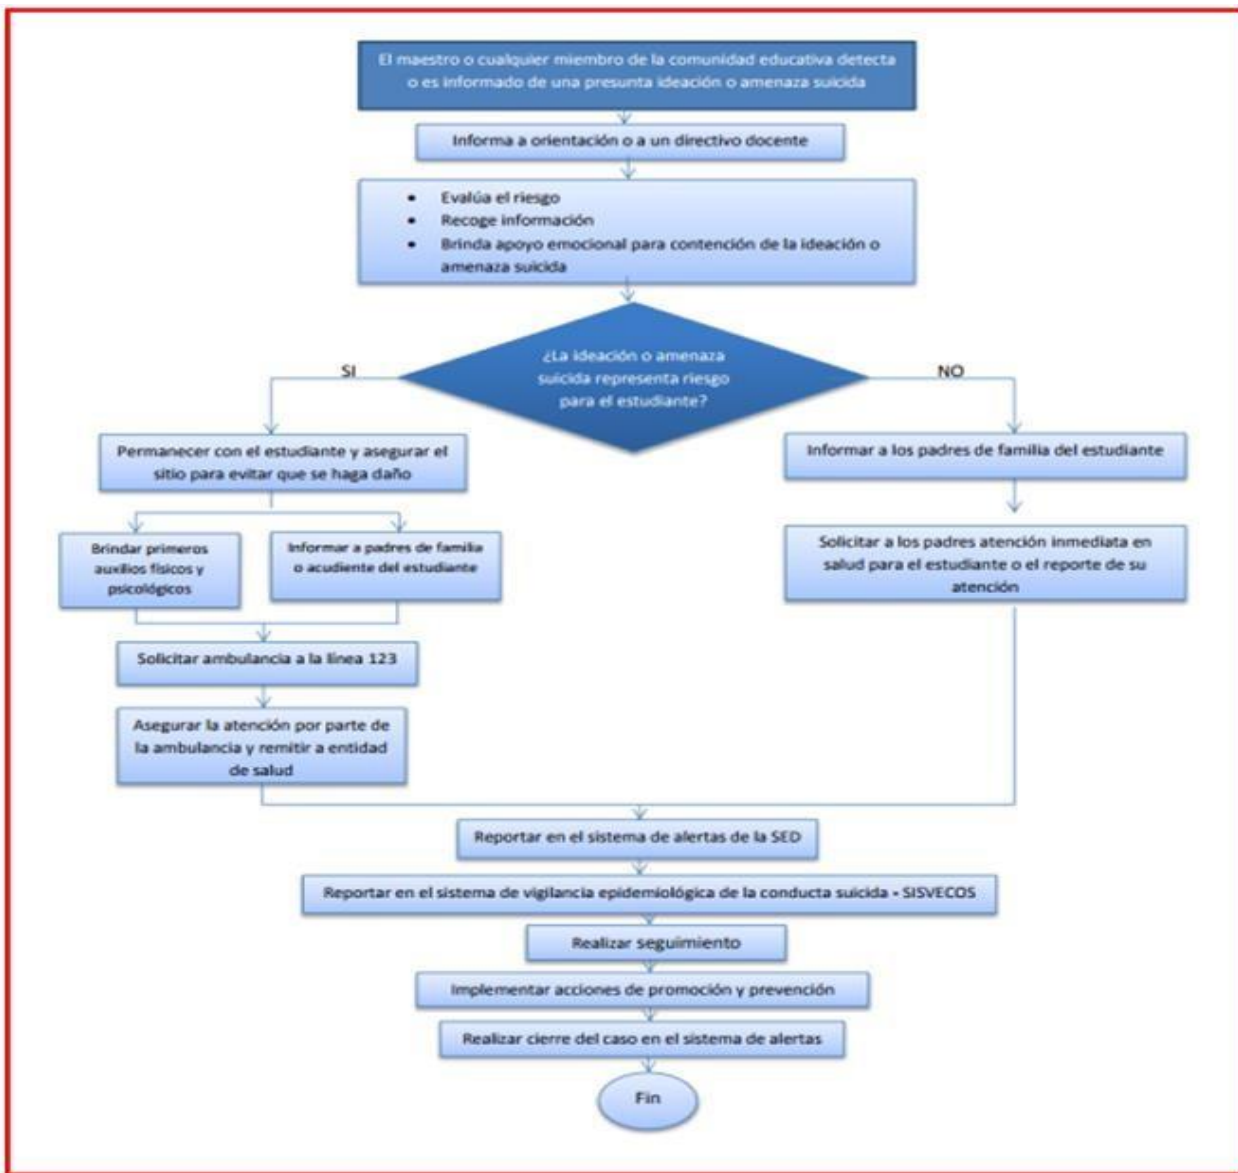 El maestro o cualquier miembro de la comunidad educativa detecta
o es informado de una presunta ideación o amenaza suicida
Informa a orientación o a un directivo docente
• Evalúa el riesgo
• Recoge información
• Brinda apoyo emocional para contención de la ideación o
amenaza suicida
¿La ideación o amenaza
suicida representa riesgo
para el estudiante?
SI
NO
Permanecer con el estudiante y asegurar el
sitio para evitar que se haga daño
Informar a los padres de familia del estudiante
Brindar primeros
auxilios físicos y
psicológicos
Informar a padres de familia
o acudiente del estudiante
Solicitar a los padres atención inmediata en
salud para el estudiante o el reporte de su
atención
Solicitar ambulancia a la línea 123
Asegurar la atención por parte de
la ambulancia y remitir a entidad
de salud
Reportar en el sistema de alertas de la SED
Reportar en el sistema de vigilancia epidemiológica de la conducta suicida - SISVECOS
Realizar seguimiento
Implementar acciones de promoción y prevención
Realizar cierre del caso en el sistema de alertas
Fin